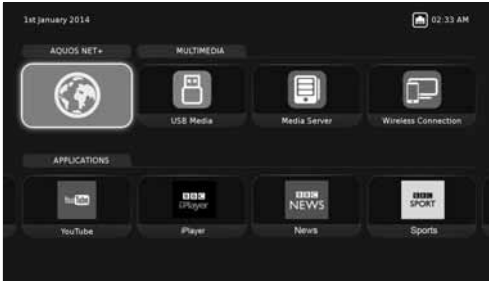 1st January 2014
02:33 AM
AQUOS NET+
MULTIMEDIA
USB Media
Media Server
Wireless Connection
APPLICATIONS
YouTube
BBC
iPlayer
BBC
NEWS
BBC
SPORT
YouTube
iPlayer
News
Sports